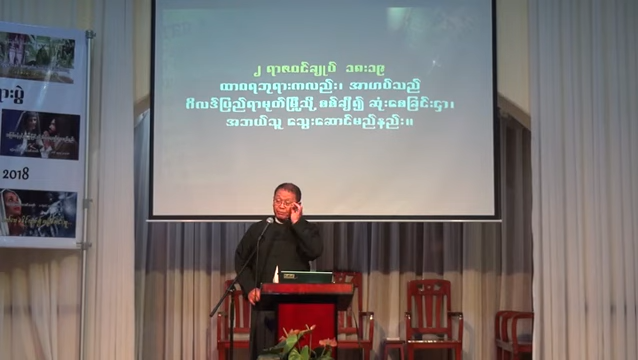 ၂ ရာဇဝင်ချုပ် ၁၈:၁၉
ထာဝရဘုရားကလည်း၊ အာဟပ်သည်
ဂိလဒ်ပြည်ရာမုတ်မြို့သို့ စစ်ချီ၍ ဆုံးစေခြင်းငှာ၊
အဘယ်သူ သွေးဆောင်မည်နည်း။
ားပွဲ
2018